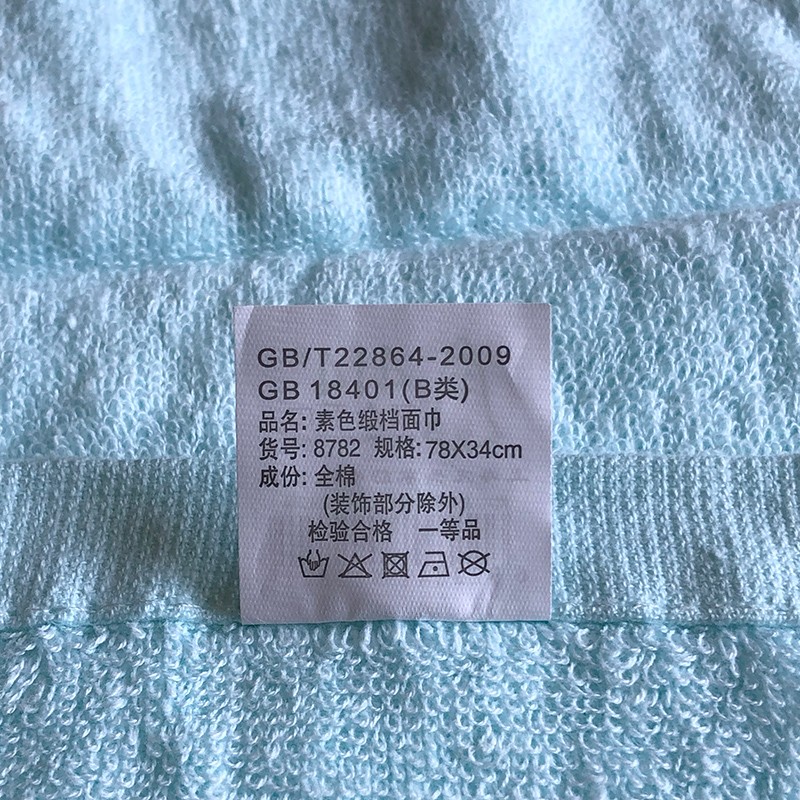 GB/T22864-2009
GB 18401(B类)
品名: 素色缎档面巾
货号: 8782 规格: 78X34cm
成份: 全棉
(装饰部分除外)
检验合格 一等品